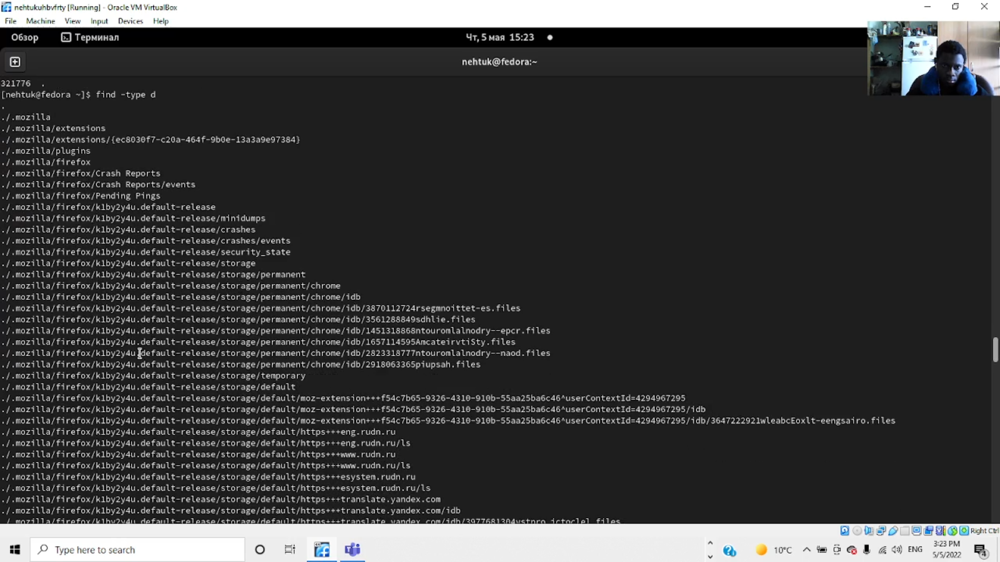 nehtukuhbvfrty [Running] - Oracle VM VirtualBox
File Machine View Input Devices Help
Обзор Терминал Чт, 5 мая 15:23
nehtuk@fedora:~
321776 .
[nehtuk@fedora ~]$ find -type d
.
./.mozilla
./.mozilla/extensions
./.mozilla/extensions/{ec8030f7-c20a-464f-9b0e-13a3a9e97384}
./.mozilla/plugins
./.mozilla/firefox
./.mozilla/firefox/Crash Reports
./.mozilla/firefox/Crash Reports/events
./.mozilla/firefox/Pending Pings
./.mozilla/firefox/k1by2y4u.default-release
./.mozilla/firefox/k1by2y4u.default-release/minidumps
./.mozilla/firefox/k1by2y4u.default-release/crashes
./.mozilla/firefox/k1by2y4u.default-release/crashes/events
./.mozilla/firefox/k1by2y4u.default-release/security_state
./.mozilla/firefox/k1by2y4u.default-release/storage
./.mozilla/firefox/k1by2y4u.default-release/storage/permanent
./.mozilla/firefox/k1by2y4u.default-release/storage/permanent/chrome
./.mozilla/firefox/k1by2y4u.default-release/storage/permanent/chrome/idb
./.mozilla/firefox/k1by2y4u.default-release/storage/permanent/chrome/idb/3870112724rsegmnoittet-es.files
./.mozilla/firefox/k1by2y4u.default-release/storage/permanent/chrome/idb/3561288849sdhlie.files
./.mozilla/firefox/k1by2y4u.default-release/storage/permanent/chrome/idb/1451318868ntouromlalnodry--epcr.files
./.mozilla/firefox/k1by2y4u.default-release/storage/permanent/chrome/idb/1657114595AmcateirvtiSty.files
./.mozilla/firefox/k1by2y4u.default-release/storage/permanent/chrome/idb/2823318777ntouromlalnodry--naod.files
./.mozilla/firefox/k1by2y4u.default-release/storage/permanent/chrome/idb/2918063365piupsah.files
./.mozilla/firefox/k1by2y4u.default-release/storage/temporary
./.mozilla/firefox/k1by2y4u.default-release/storage/default
./.mozilla/firefox/k1by2y4u.default-release/storage/default/moz-extension+++f54c7b65-9326-4310-910b-55aa25ba6c46^userContextId=4294967295
./.mozilla/firefox/k1by2y4u.default-release/storage/default/moz-extension+++f54c7b65-9326-4310-910b-55aa25ba6c46^userContextId=4294967295/idb
./.mozilla/firefox/k1by2y4u.default-release/storage/default/moz-extension+++f54c7b65-9326-4310-910b-55aa25ba6c46^userContextId=4294967295/idb/3647222921wleabcEoxlt-eengsairo.files
./.mozilla/firefox/k1by2y4u.default-release/storage/default/https+++eng.rudn.ru
./.mozilla/firefox/k1by2y4u.default-release/storage/default/https+++eng.rudn.ru/ls
./.mozilla/firefox/k1by2y4u.default-release/storage/default/https+++www.rudn.ru
./.mozilla/firefox/k1by2y4u.default-release/storage/default/https+++www.rudn.ru/ls
./.mozilla/firefox/k1by2y4u.default-release/storage/default/https+++esystem.rudn.ru
./.mozilla/firefox/k1by2y4u.default-release/storage/default/https+++esystem.rudn.ru/ls
./.mozilla/firefox/k1by2y4u.default-release/storage/default/https+++translate.yandex.com
./.mozilla/firefox/k1by2y4u.default-release/storage/default/https+++translate.yandex.com/idb
./.mozilla/firefox/k1by2y4u.default-release/storage/default/https+++translate.yandex.com/idb/3977681304ystpro.ictoclel.files
Right Ctrl
Type here to search
10°C
ENG
3:23 PM
5/5/2022
4